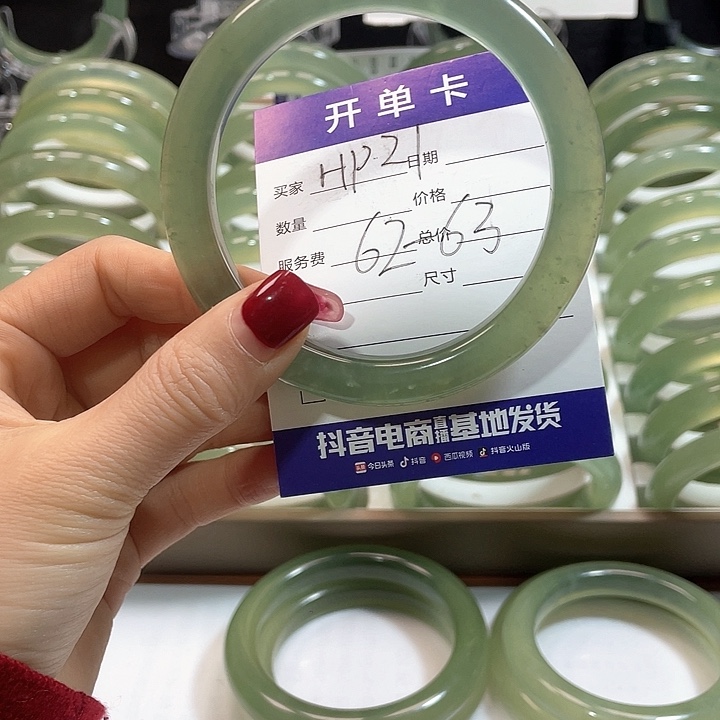 开单卡
买家 HP-21 日期
数量 价格
服务费 62-63 总价
尺寸
抖音电商直播基地发货
今日头条 抖音 西瓜视频 抖音火山版